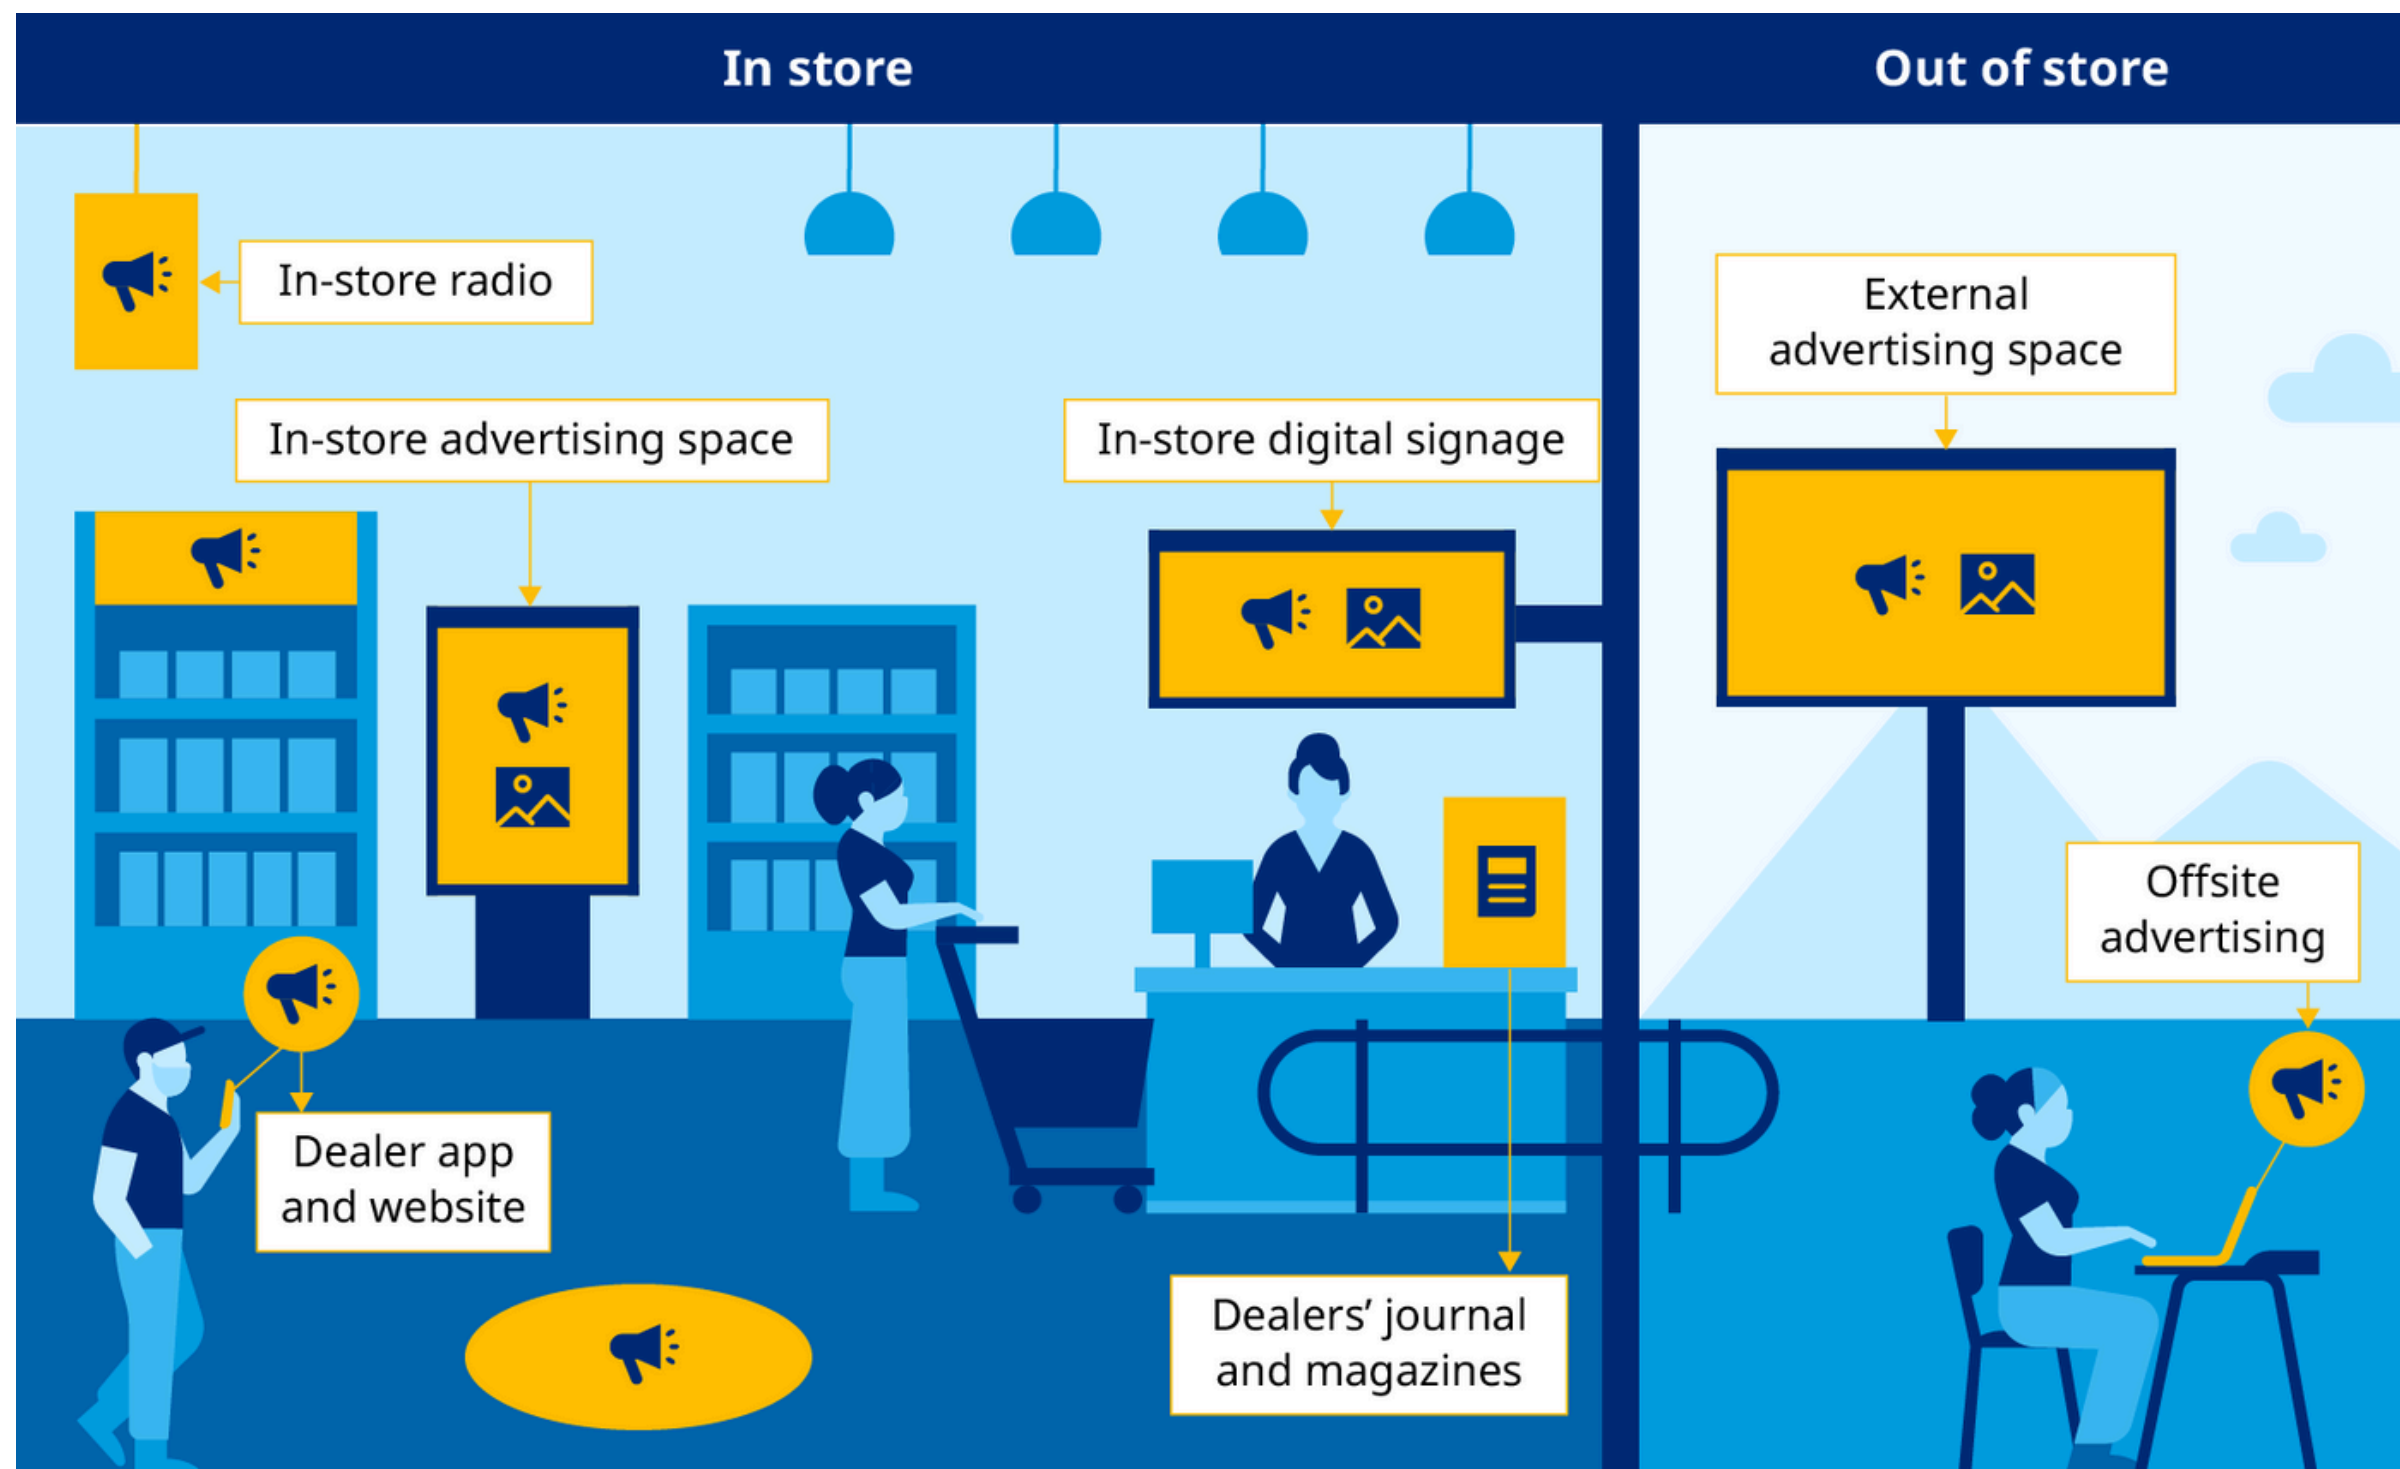 In store
Out of store
In-store radio
External
advertising space
In-store advertising space
In-store digital signage
Offsite
advertising
Dealer app
and website
Dealers’ journal
and magazines